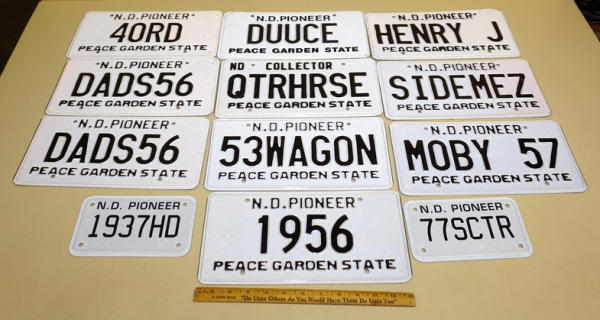 N.D. PIONEER
40RD
PEACE GARDEN STATE
N.D. PIONEER
DUUCE
PEACE GARDEN STATE
N.D. PIONEER
HENRY J
PEACE GARDEN STATE
N.D. PIONEER
DADS56
PEACE GARDEN STATE
ND COLLECTOR
QTRHRSE
PEACE GARDEN STATE
N.D. PIONEER
SIDEMEZ
PEACE GARDEN STATE
N.D. PIONEER
DADS56
PEACE GARDEN STATE
N.D. PIONEER
53WAGON
PEACE GARDEN STATE
N.D. PIONEER
MOBY 57
PEACE GARDEN STATE
N.D. PIONEER
1937HD
N.D. PIONEER
1956
PEACE GARDEN STATE
N.D. PIONEER
77SCTR
"Do Unto Others As You Would Have Them Do Unto You"